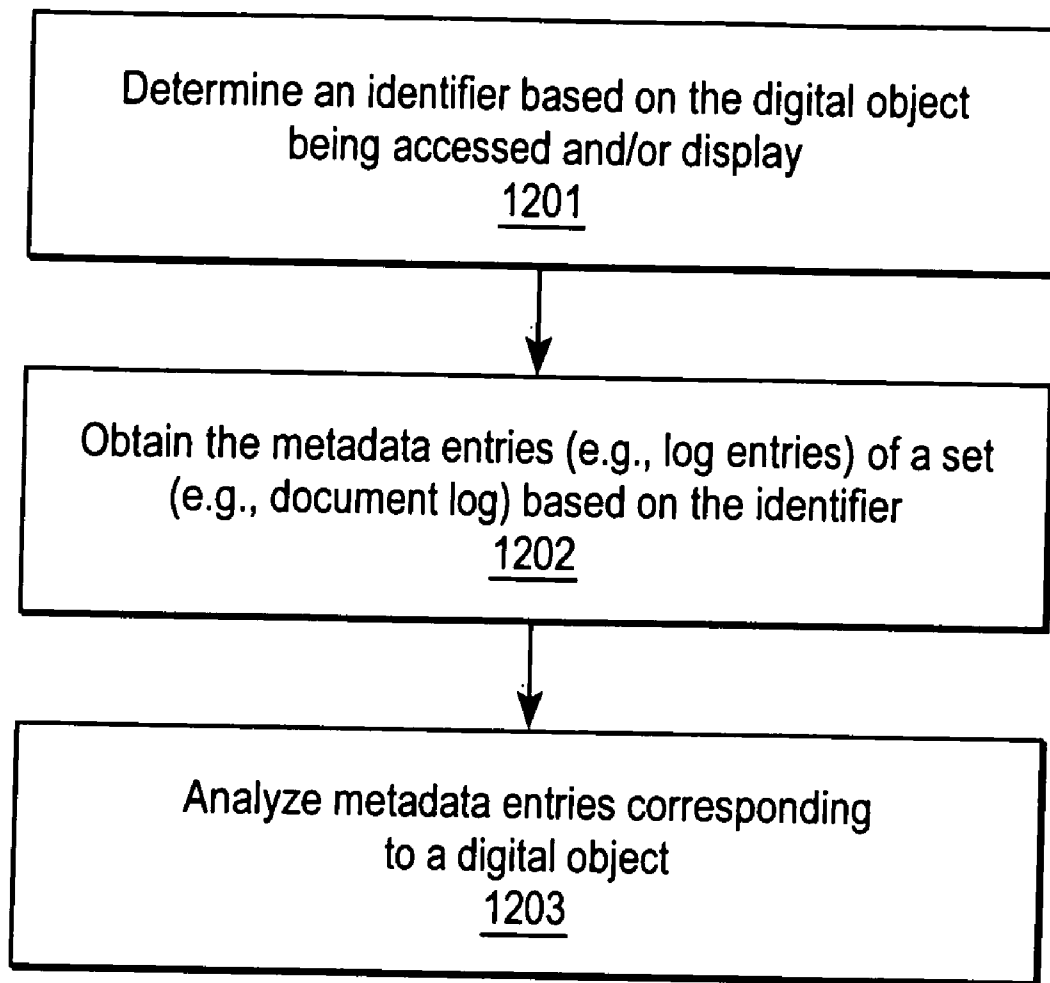 Determine an identifier based on the digital object
being accessed and/or display
1201
Obtain the metadata entries (e.g., log entries) of a set
(e.g., document log) based on the identifier
1202
Analyze metadata entries corresponding
to a digital object
1203